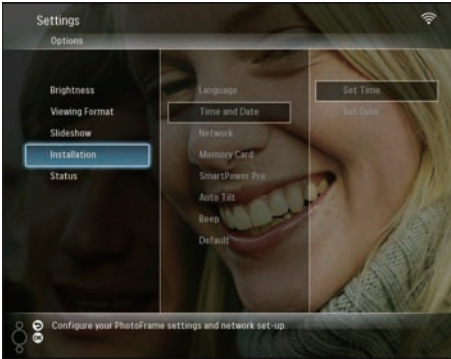 Settings
Options
Brightness
Viewing Format
Slideshow
Installation
Status
Language
Time and Date
Network
Memory Card
SmartPower Pro
Auto Tilt
Beep
Default
Set Time
Set Date
Configure your PhotoFrame settings and network set-up.
OK